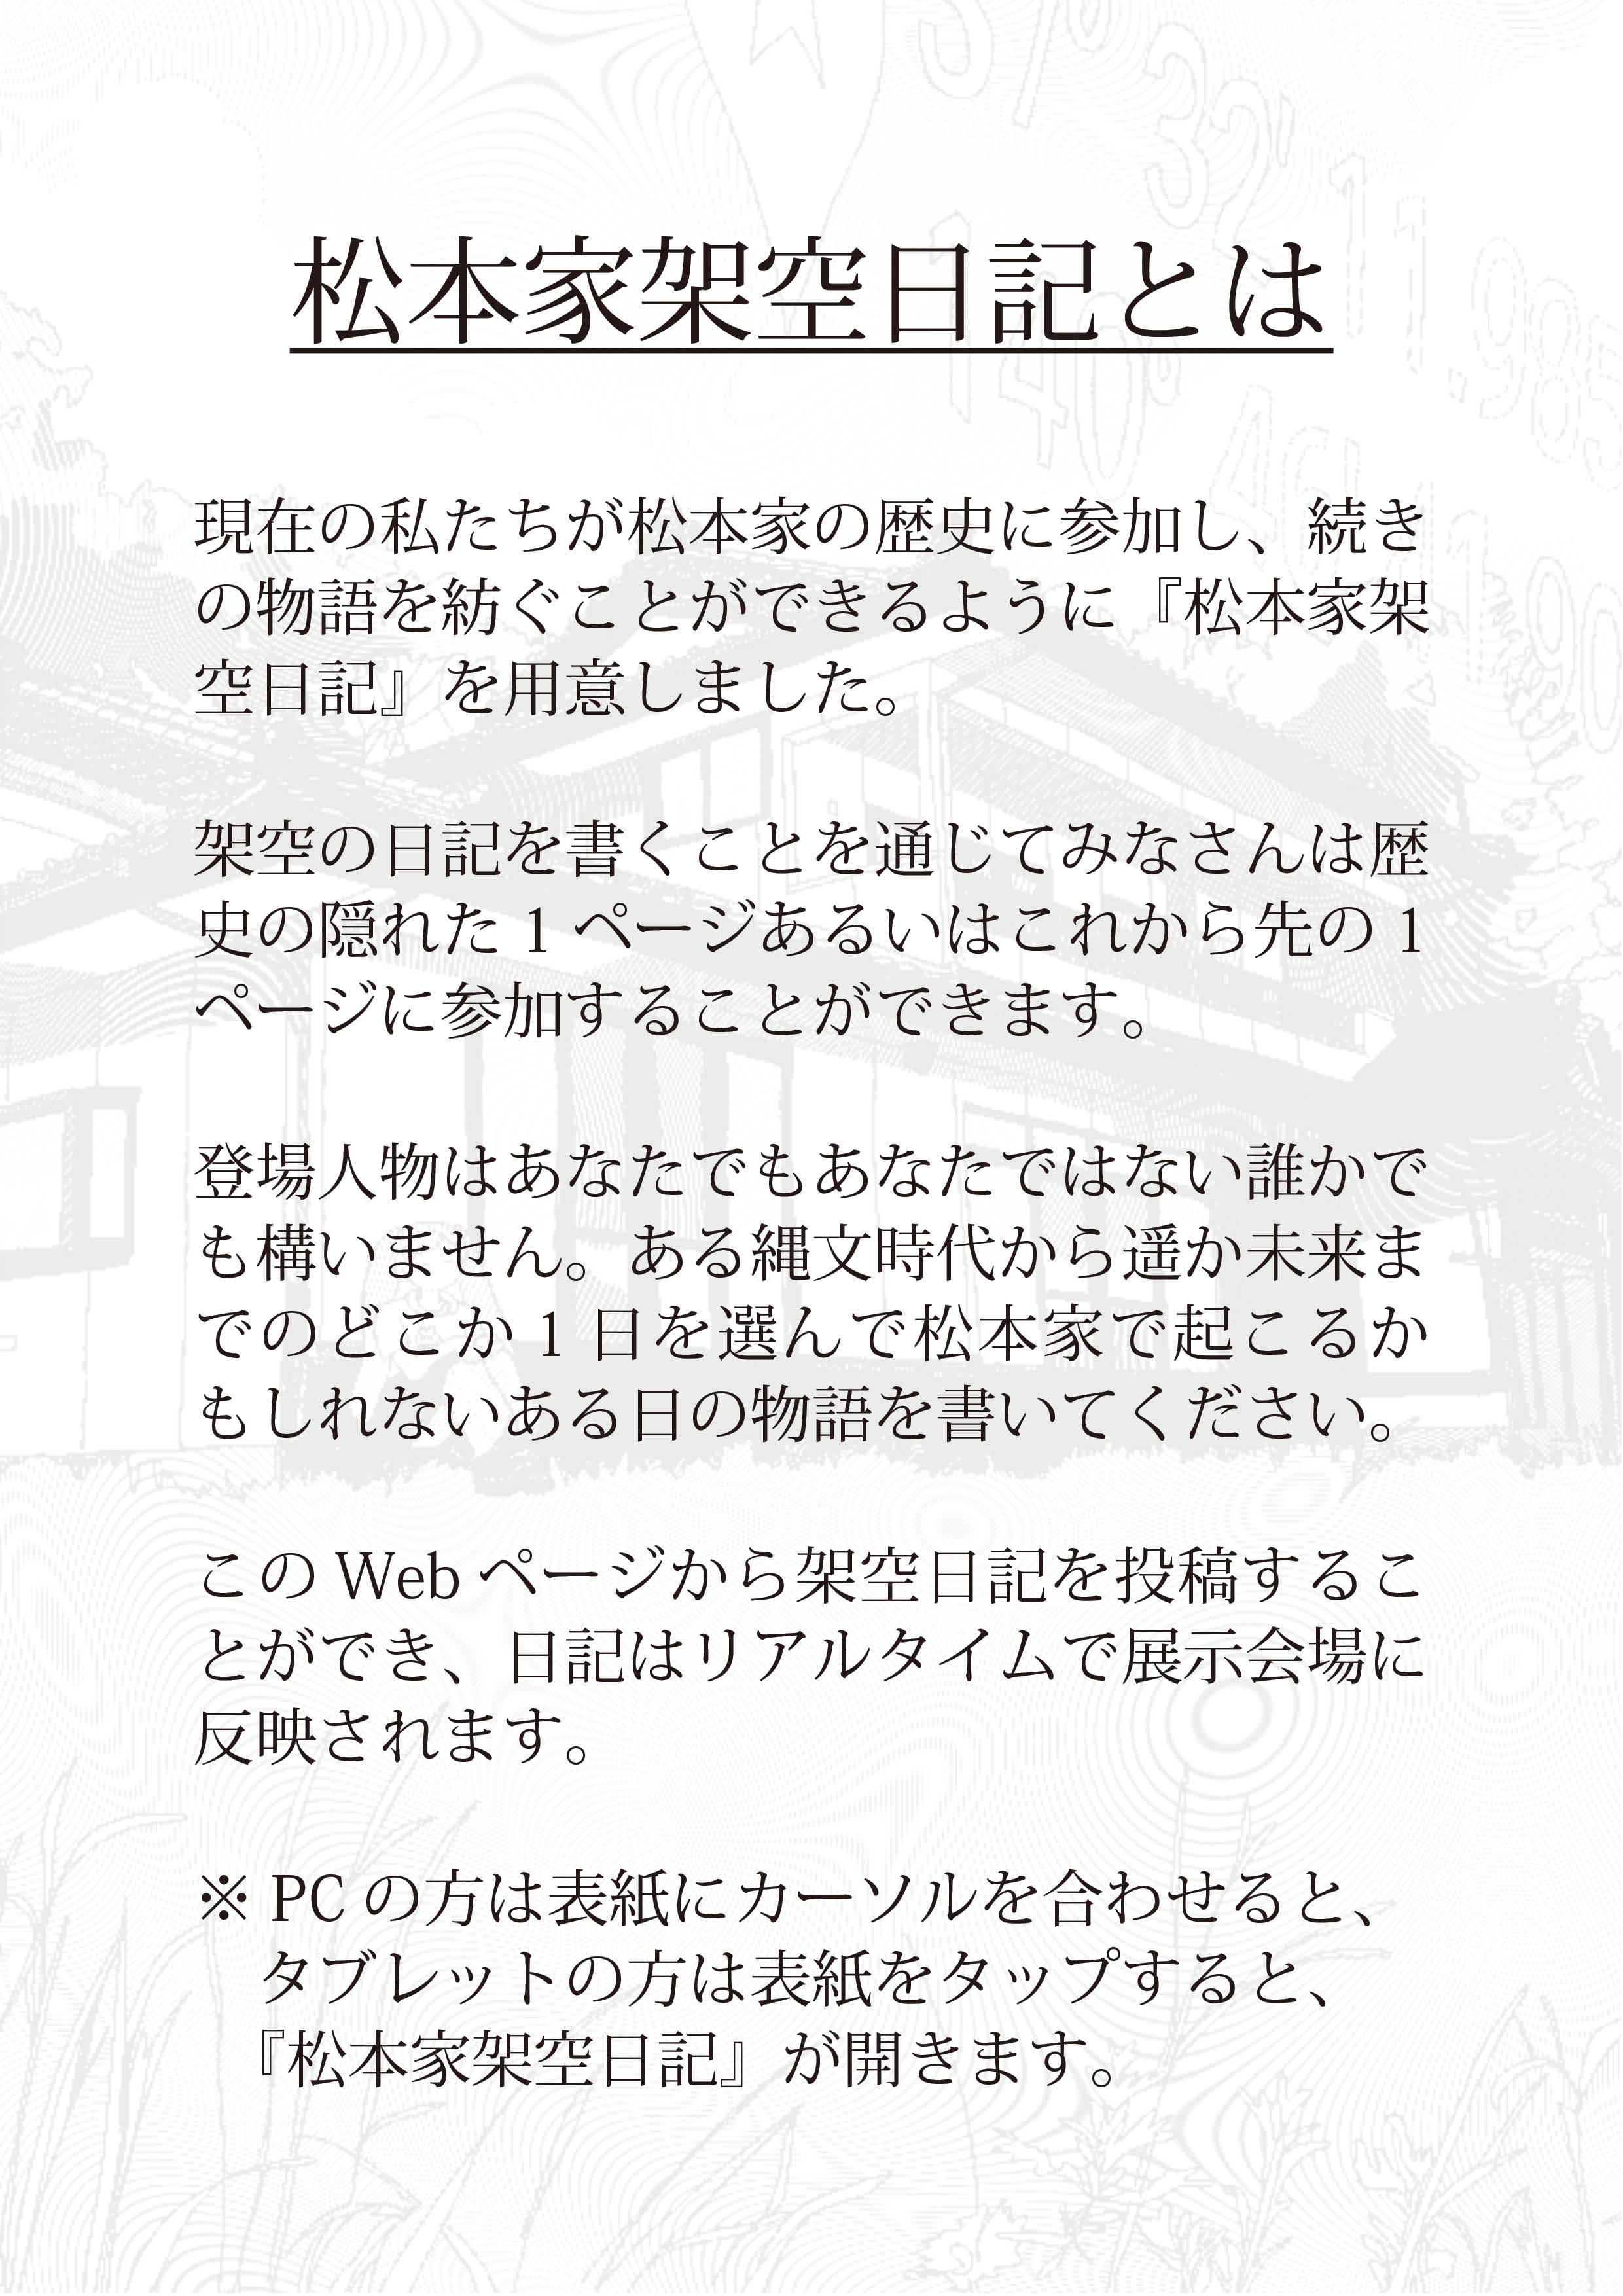 松本家架空日記とは
現在の私たちが松本家の歴史に参加し、続き
の物語を紡ぐことができるように『松本家架
空日記』を用意しました。
架空の日記を書くことを通じてみなさんは歴
史の隠れた 1 ページあるいはこれから先の 1
ページに参加することができます。
登場人物はあなたでもあなたではない誰かで
も構いません。ある縄文時代から遥か未来ま
でのどこか 1 日を選んで松本家で起こるか
もしれないある日の物語を書いてください。
この Web ページから架空日記を投稿するこ
とができ、日記はリアルタイムで展示会場に
反映されます。
※ PC の方は表紙にカーソルを合わせると、
タブレットの方は表紙をタップすると、
『松本家架空日記』が開きます。